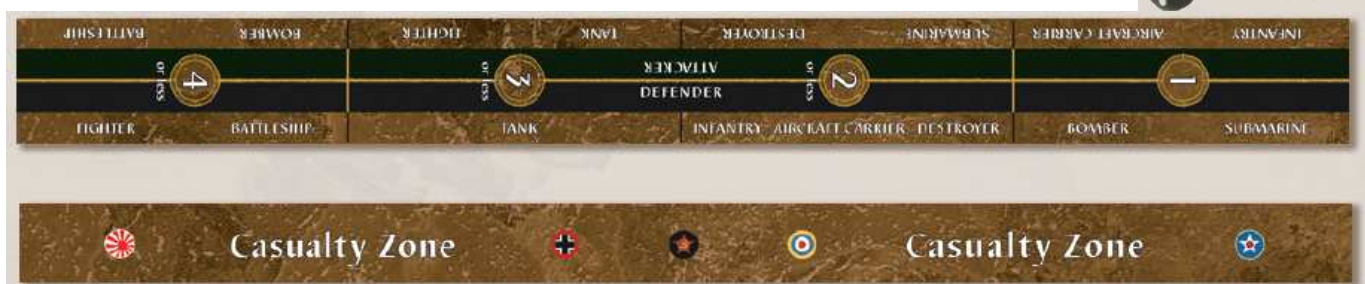 BATTLESHIP BOMBER FIGHTER TANK DESTROYER SUBMARINE AIRCRAFT CARRIER INFANTRY
ATTACKER
4 or less 3 or less 2 or less 1
DEFENDER
FIGHTER BATTLESHIP TANK INFANTRY AIRCRAFT CARRIER DESTROYER BOMBER SUBMARINE
Casualty Zone Casualty Zone